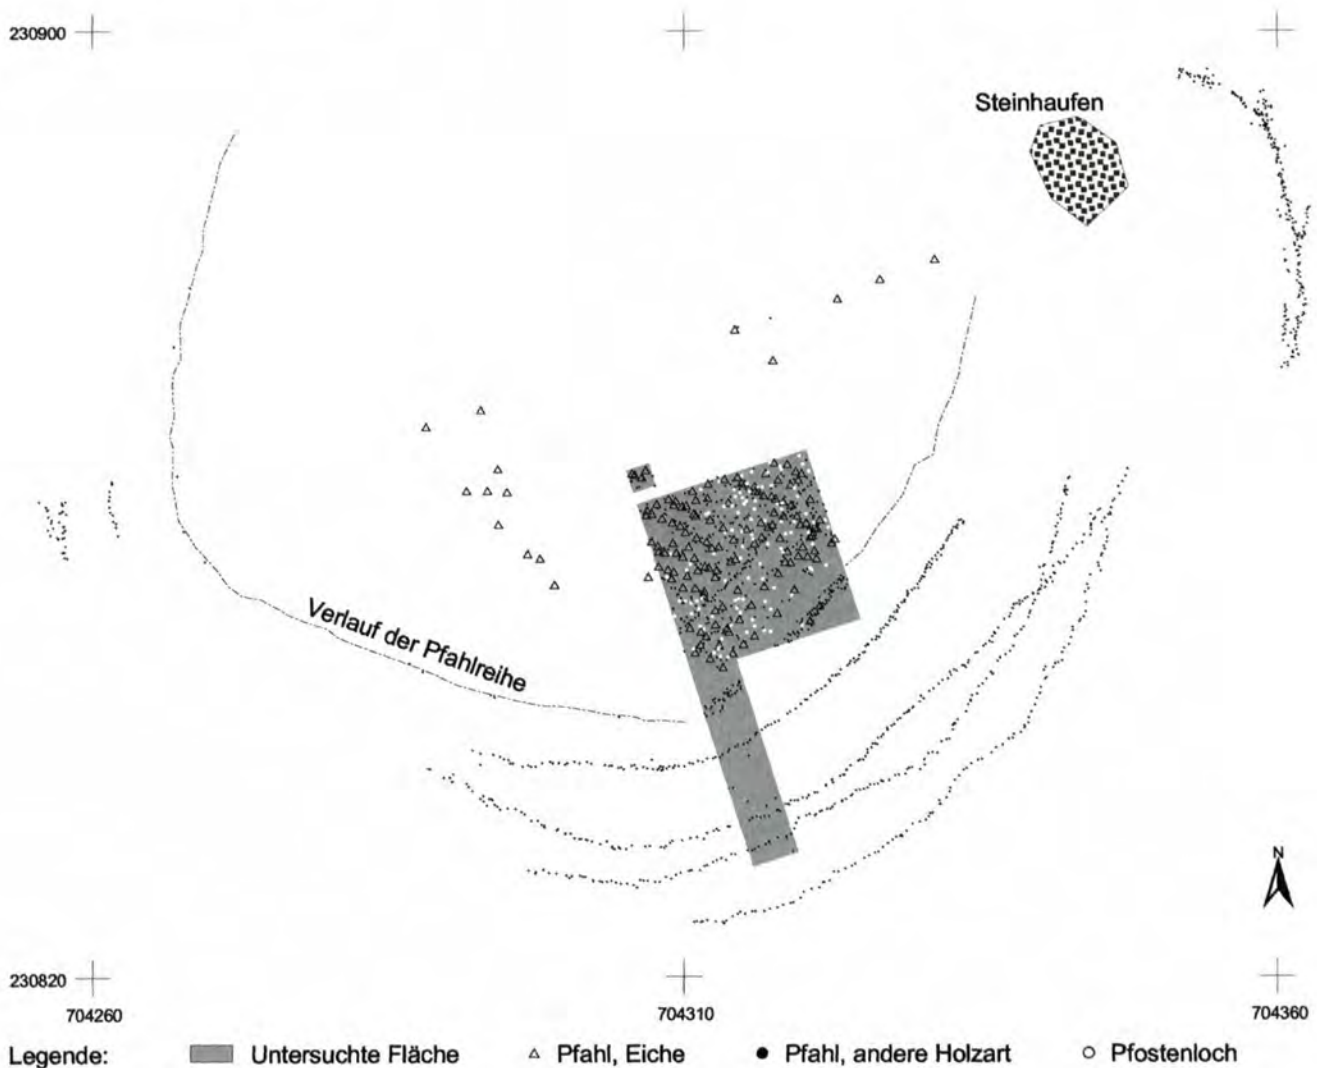 230900
Steinhaufen
Verlauf der Pfahlreihe
N
230820
704260
704310
704360
Legende:
Untersuchte Fläche
Pfahl, Eiche
Pfahl, andere Holzart
Pfostenloch